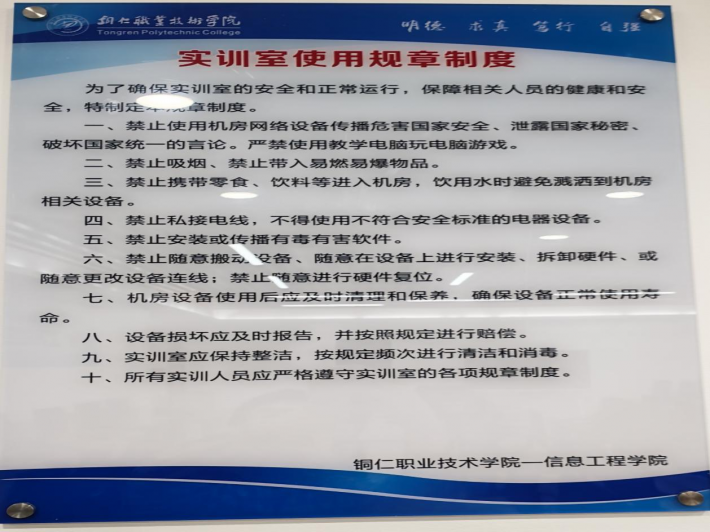 铜仁职业技术学院
Tongren Polytechnic College
明德 求真 笃行 自强
实训室使用规章制度
为了确保实训室的安全和正常运行，保障相关人员的健康和安
全，特制定本规章制度。
一、禁止使用机房网络设备传播危害国家安全、泄露国家秘密、
破坏国家统一的言论。严禁使用教学电脑玩电脑游戏。
二、禁止吸烟、禁止带入易燃易爆物品。
三、禁止携带零食、饮料等进入机房，饮用水时避免溅洒到机房
相关设备。
四、禁止私接电线，不得使用不符合安全标准的电器设备。
五、禁止安装或传播有毒有害软件。
六、禁止随意搬动设备、随意在设备上进行安装、拆卸硬件、或
随意更改设备连线；禁止随意进行硬件复位。
七、机房设备使用后应及时清理和保养，确保设备正常使用寿
命。
八、设备损坏应及时报告，并按照规定进行赔偿。
九、实训室应保持整洁，按规定频次进行清洁和消毒。
十、所有实训人员应严格遵守实训室的各项规章制度。
铜仁职业技术学院—信息工程学院